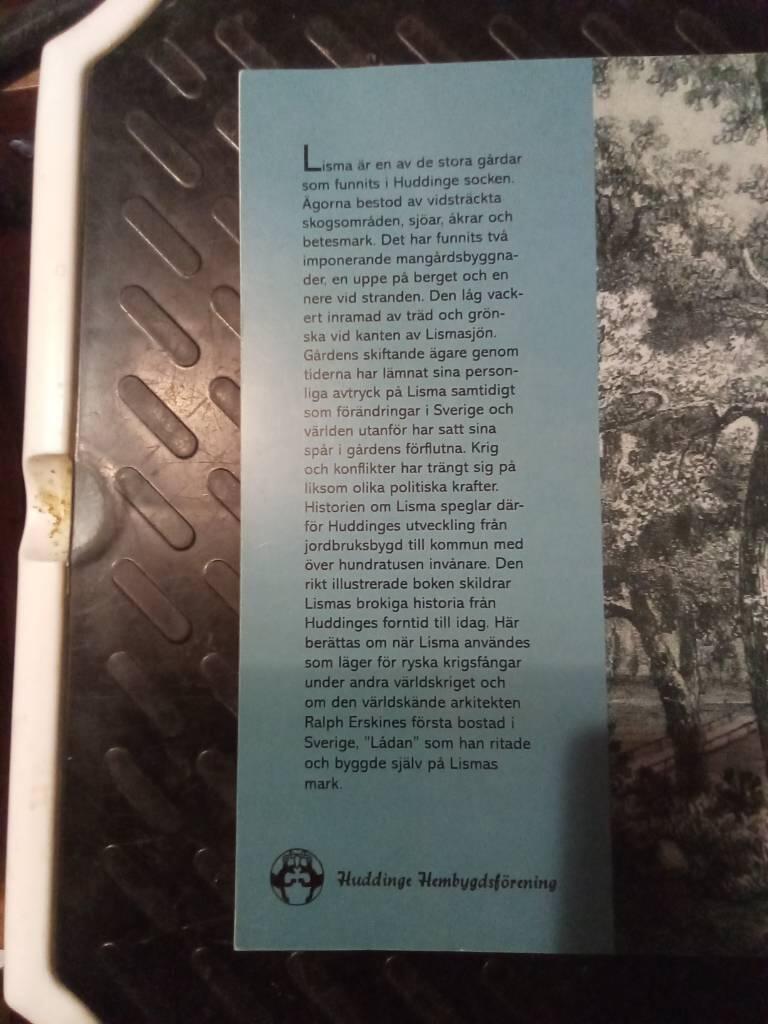 Lisma är en av de stora gårdar
som funnits i Huddinge socken.
Ägorna bestod av vidsträckta
skogsområden, sjöar, åkrar och
betesmark. Det har funnits två
imponerande mangårdsbyggna-
der, en uppe på berget och en
nere vid stranden. Den låg vack-
ert inramad av träd och grön-
ska vid kanten av Lismasjön.
Gårdens skiftande ägare genom
tiderna har lämnat sina person-
liga avtryck på Lisma samtidigt
som förändringar i Sverige och
världen utanför har satt sina
spår i gårdens förflutna. Krig
och konflikter har trängt sig på
liksom olika politiska krafter.
Historien om Lisma speglar där-
för Huddinges utveckling från
jordbruksbygd till kommun med
över hundratusen invånare. Den
rikt illustrerade boken skildrar
Lismas brokiga historia från
Huddinges forntid till idag. Här
berättas om när Lisma användes
som läger för ryska krigsfångar
under andra världskriget och
om den världskände arkitekten
Ralph Erskines första bostad i
Sverige, "Lådan" som han ritade
och byggde själv på Lismas
mark.
Huddinge Hembygdsförening